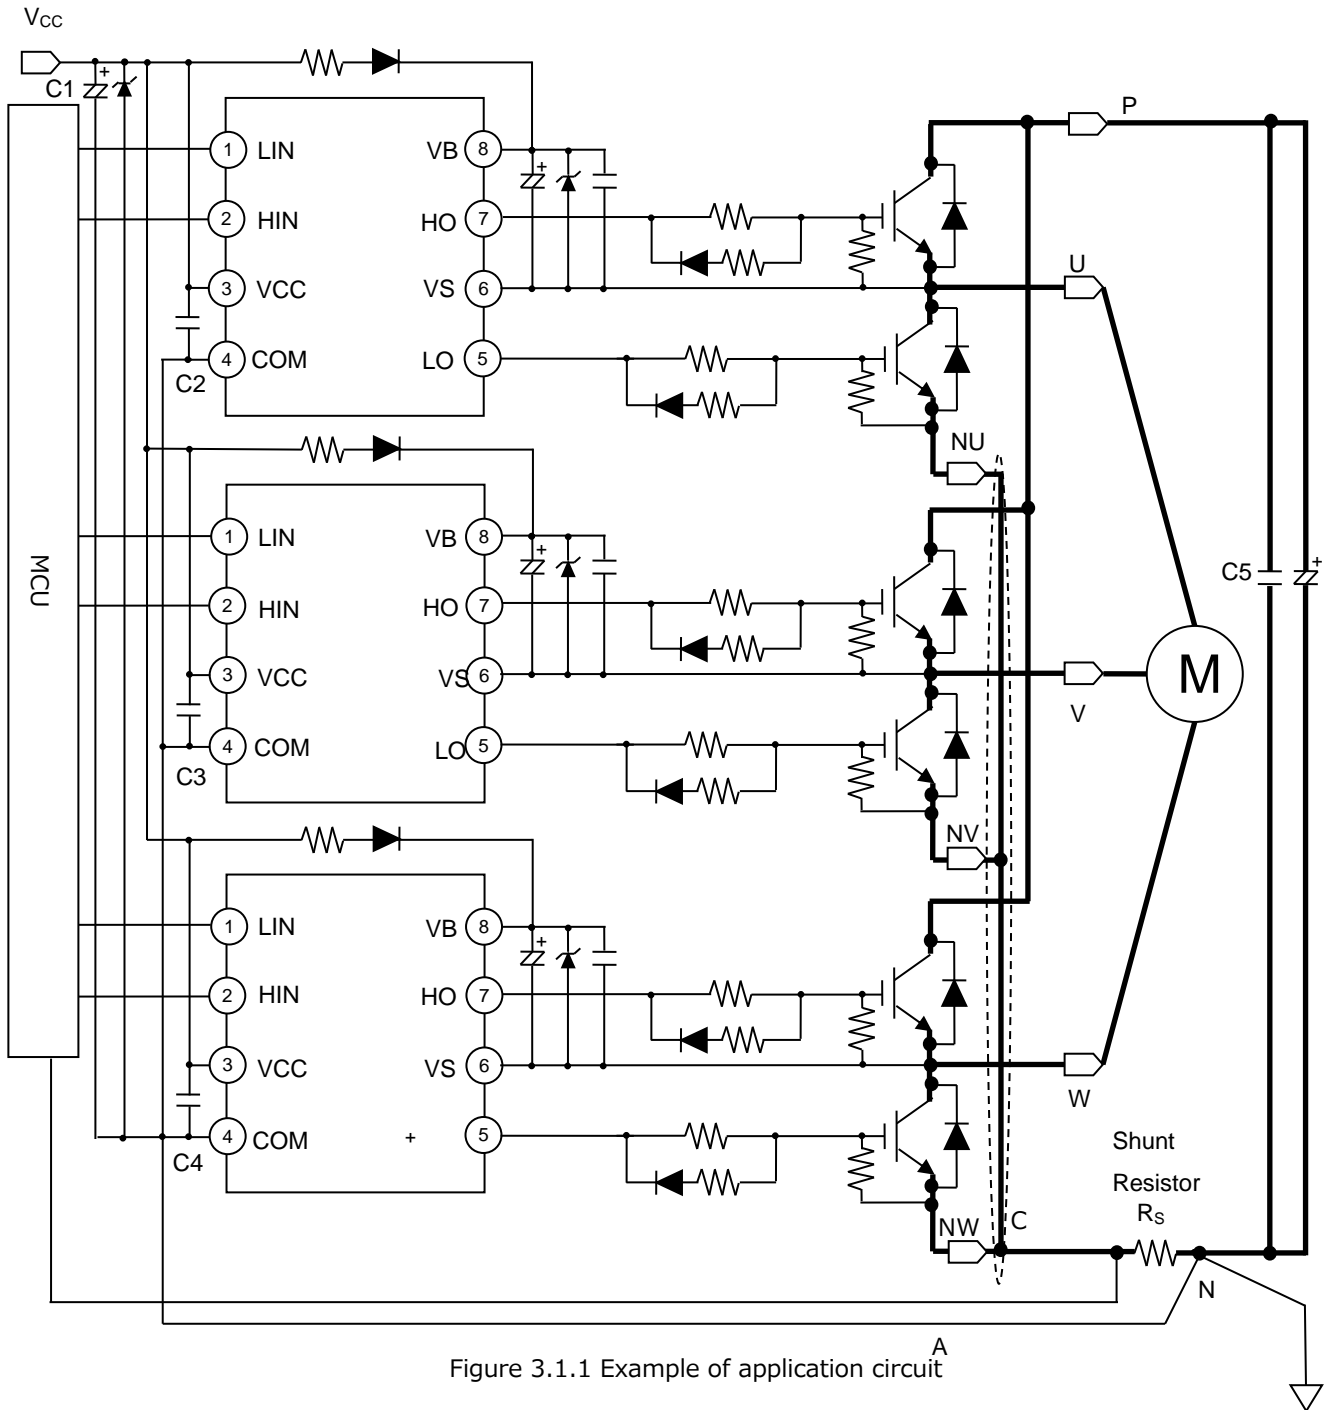 VCC
C1 +
MCU
1 LIN
2 HIN
3 VCC
4 COM
C2
VB 8
HO 7
VS 6
LO 5
+
P
U
NU
1 LIN
2 HIN
3 VCC
4 COM
C3
VB 8
HO 7
VS 6
LO 5
+
C5
+
M
V
NV
1 LIN
2 HIN
3 VCC
4 COM
C4
VB 8
HO 7
VS 6
+ 5
+
W
Shunt
Resistor
RS
NW
C
N
A
Figure 3.1.1 Example of application circuit